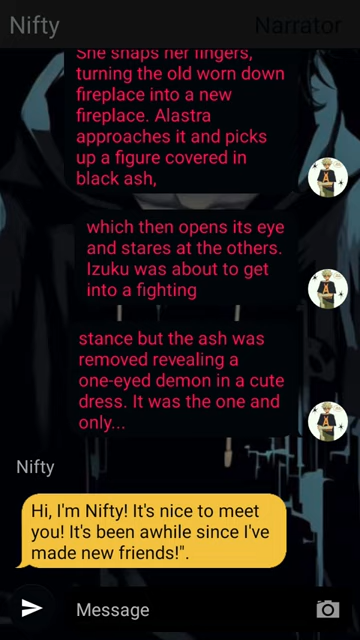 Nifty
Narrator
She snaps her fingers,
turning the old worn down
fireplace into a new
fireplace. Alastra
approaches it and picks
up a figure covered in
black ash,
which then opens its eye
and stares at the others.
Izuku was about to get
into a fighting
stance but the ash was
removed revealing a
one-eyed demon in a cute
dress. It was the one and
only...
Nifty
Hi, I'm Nifty! It's nice to meet
you! It's been awhile since I've
made new friends!".
Message